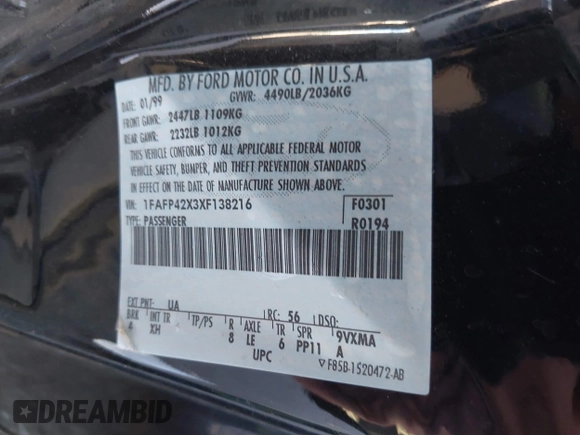 MFD. BY FORD MOTOR CO. IN U.S.A.
DATE: 01/99 GVWR: 4490LB/2036KG
FRONT GAWR: 2447LB 1109KG
REAR GAWR: 2232LB 1012KG
THIS VEHICLE CONFORMS TO ALL APPLICABLE FEDERAL MOTOR
VEHICLE SAFETY, BUMPER, AND THEFT PREVENTION STANDARDS
IN EFFECT ON THE DATE OF MANUFACTURE SHOWN ABOVE.
VIN: 1FAFP42X3XF138216 F0301
TYPE: PASSENGER R0194
EXT PNT: UA RC: 56 DSO:
BRK INT TR TP/PS R AXLE TR SPR 9VXMA
4 XH 8 LE 6 PP11 A
UPC ▽ F85B-1520472-AB
DREAMBID